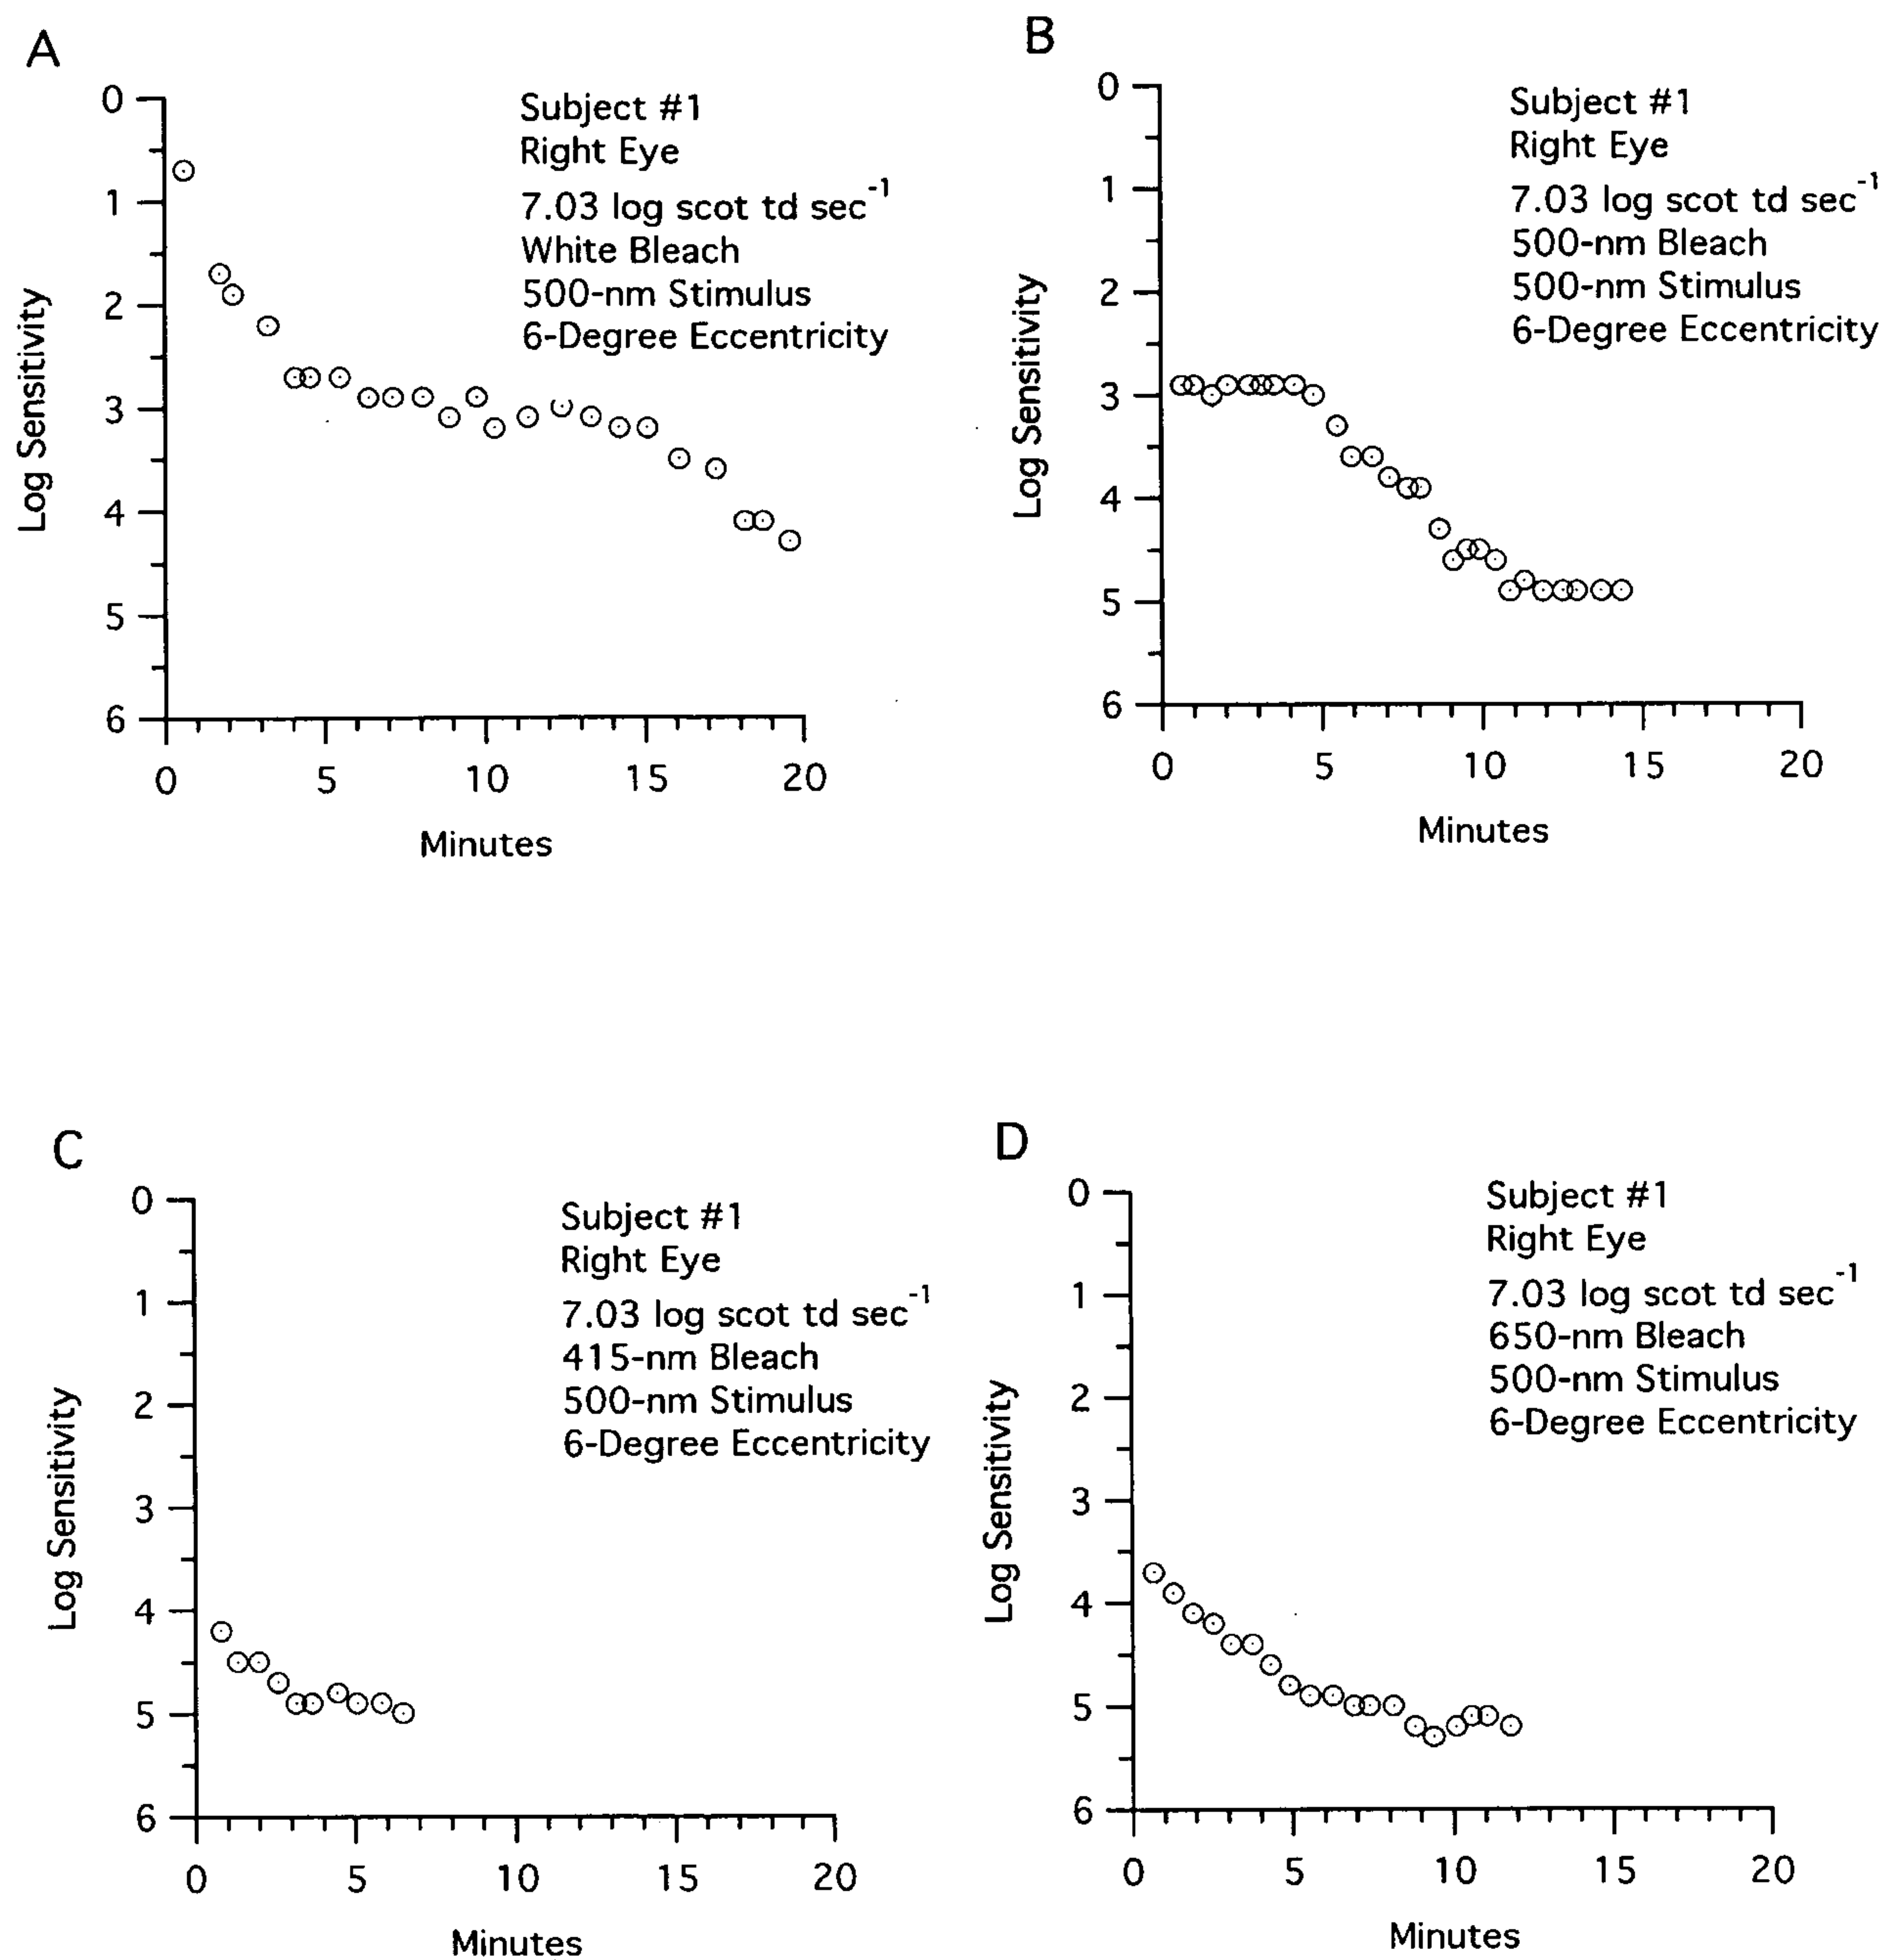 A
0
1
2
3
4
5
6
Log Sensitivity
Subject #1
Right Eye
7.03 log scot td sec-1
White Bleach
500-nm Stimulus
6-Degree Eccentricity
0 5 10 15 20
Minutes
B
0
1
2
3
4
5
6
Log Sensitivity
Subject #1
Right Eye
7.03 log scot td sec-1
500-nm Bleach
500-nm Stimulus
6-Degree Eccentricity
0 5 10 15 20
Minutes
C
0
1
2
3
4
5
6
Log Sensitivity
Subject #1
Right Eye
7.03 log scot td sec-1
415-nm Bleach
500-nm Stimulus
6-Degree Eccentricity
0 5 10 15 20
Minutes
D
0
1
2
3
4
5
6
Log Sensitivity
Subject #1
Right Eye
7.03 log scot td sec-1
650-nm Bleach
500-nm Stimulus
6-Degree Eccentricity
0 5 10 15 20
Minutes